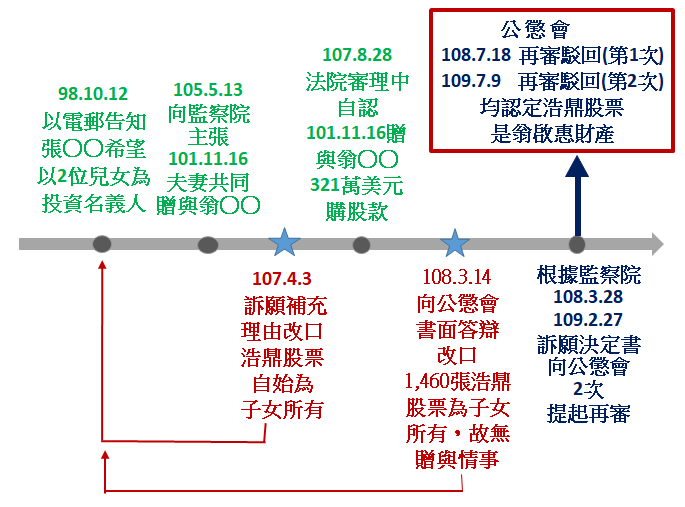 98.10.12
以電郵告知
張〇〇希望
以2位兒女為
投資名義人
105.5.13
向監察院
主張
101.11.16
夫妻共同
贈與翁〇〇
107.8.28
法院審理中
自認
101.11.16贈
與翁〇〇
321萬美元
購股款
公懲會
108.7.18 再審駁回(第1次)
109.7.9 再審駁回(第2次)
均認定浩鼎股票
是翁啟惠財產
107.4.3
訴願補充
理由改口
浩鼎股票
自始為
子女所有
108.3.14
向公懲會
書面答辯
改口
1,460張浩鼎
股票為子女
所有，故無
贈與情事
根據監察院
108.3.28
109.2.27
訴願決定書
向公懲會
2次
提起再審